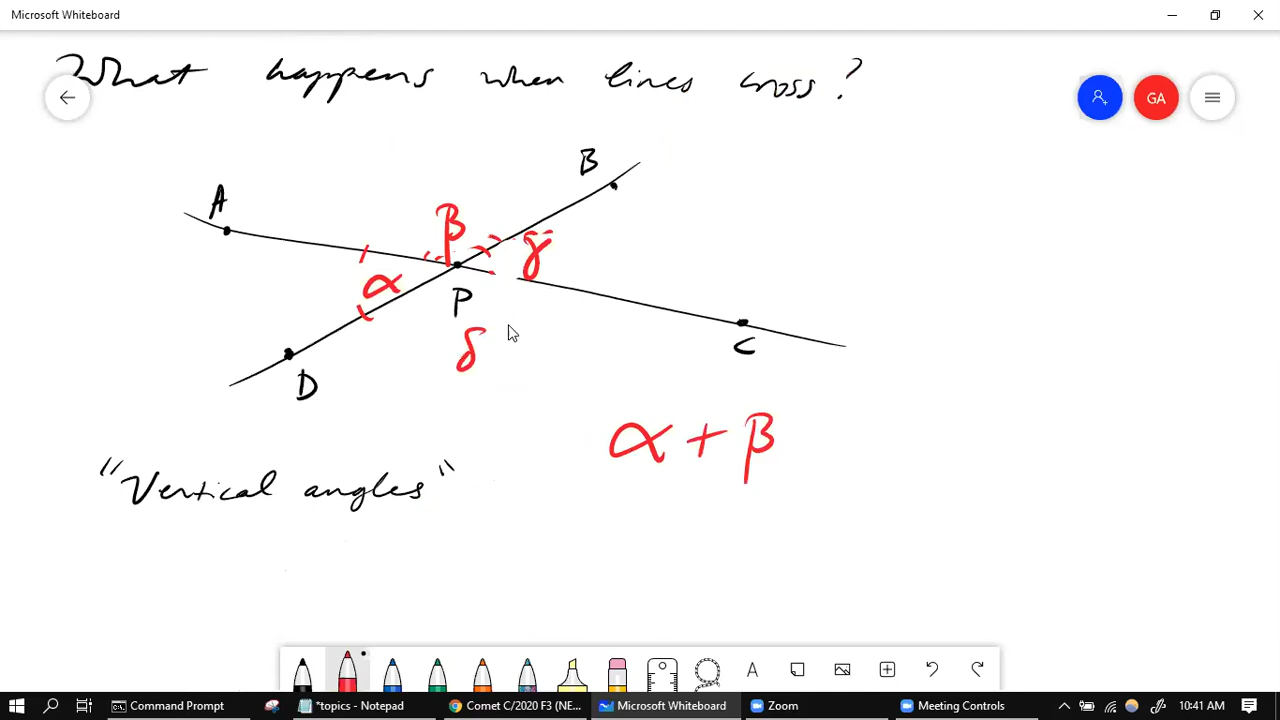 Microsoft Whiteboard
What happens when lines cross?
GA
B
A
β
γ
α
P
δ
C
D
α + β
"Vertical angles"
A
Command Prompt
*topics - Notepad
Comet C/2020 F3 (NE...
Microsoft Whiteboard
Zoom
Meeting Controls
10:41 AM